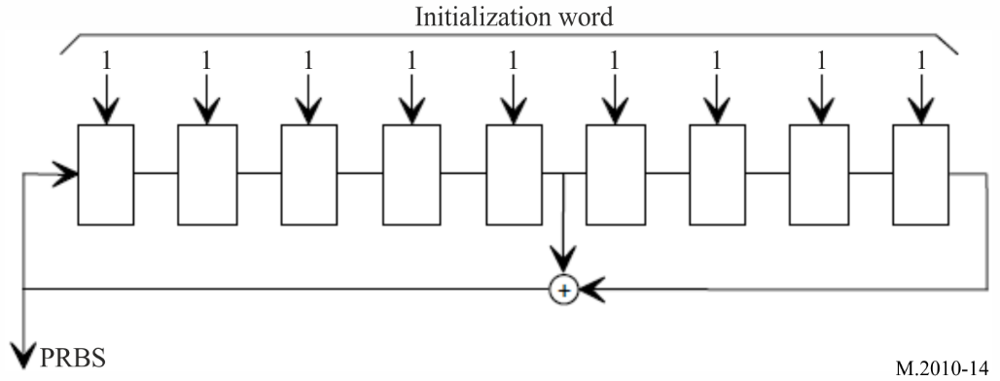 Initialization word
1 1 1 1 1 1 1 1 1
+
PRBS
M.2010-14